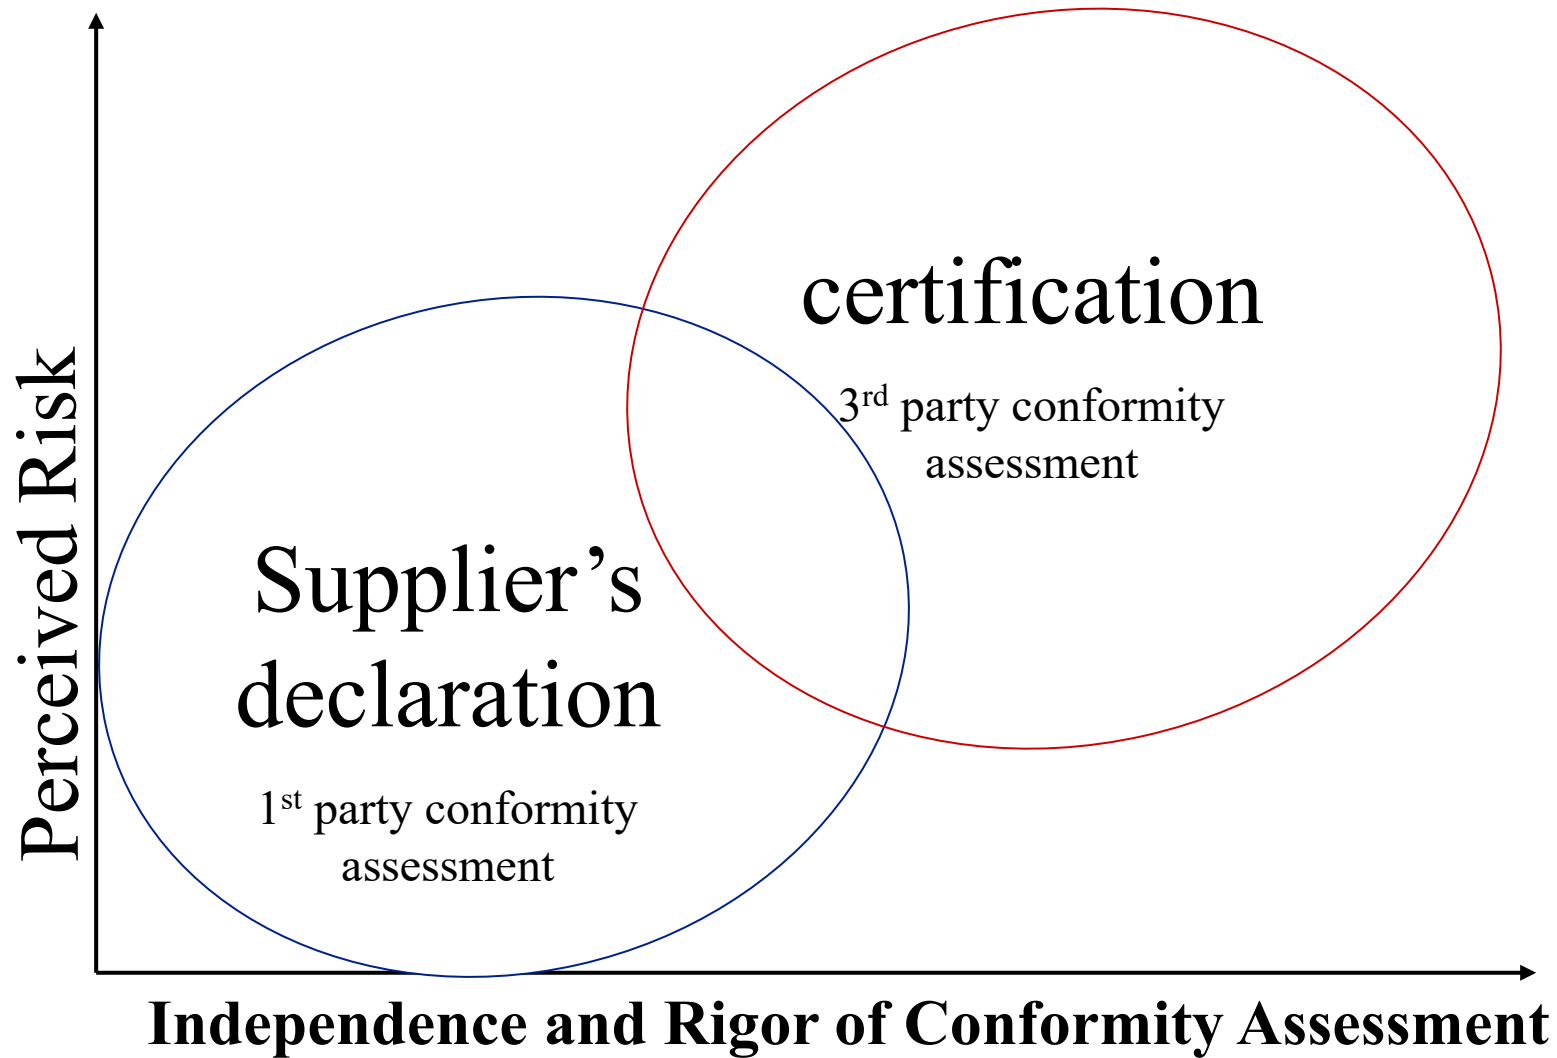 certification
3rd party conformity
assessment
Supplier’s
declaration
1st party conformity
assessment
Perceived Risk
Independence and Rigor of Conformity Assessment